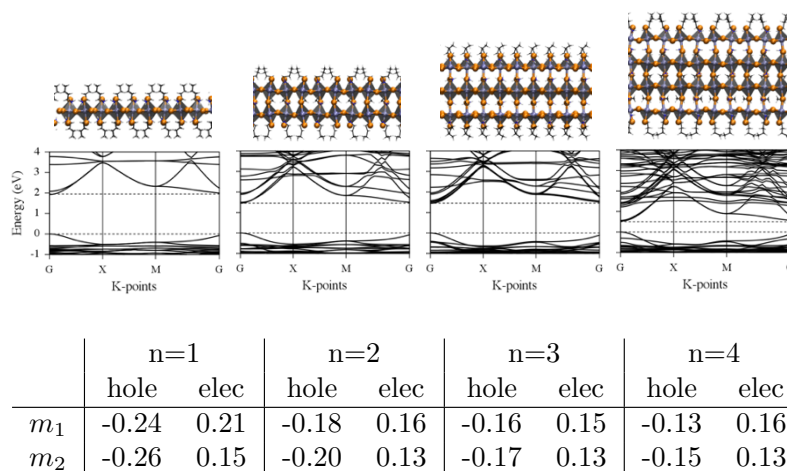 4
3
2
1
0
-1
Energy (eV)
G X M G
K-points
G X M G
K-points
G X M G
K-points
G X M
K-points
n=1 n=2 n=3 n=4
hole elec hole elec hole elec hole elec
m₁ -0.24 0.21 -0.18 0.16 -0.16 0.15 -0.13 0.16
m₂ -0.26 0.15 -0.20 0.13 -0.17 0.13 -0.15 0.13